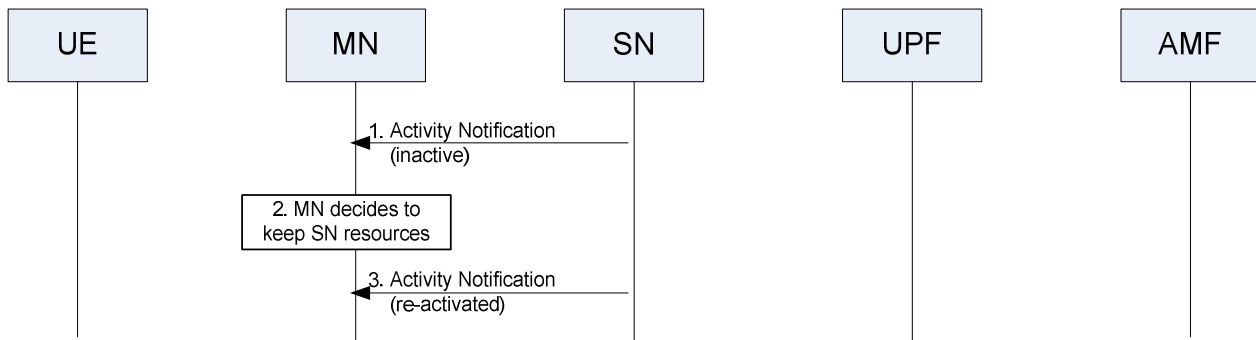 UE
MN
SN
UPF
AMF
1. Activity Notification
(inactive)
2. MN decides to
keep SN resources
3. Activity Notification
(re-activated)